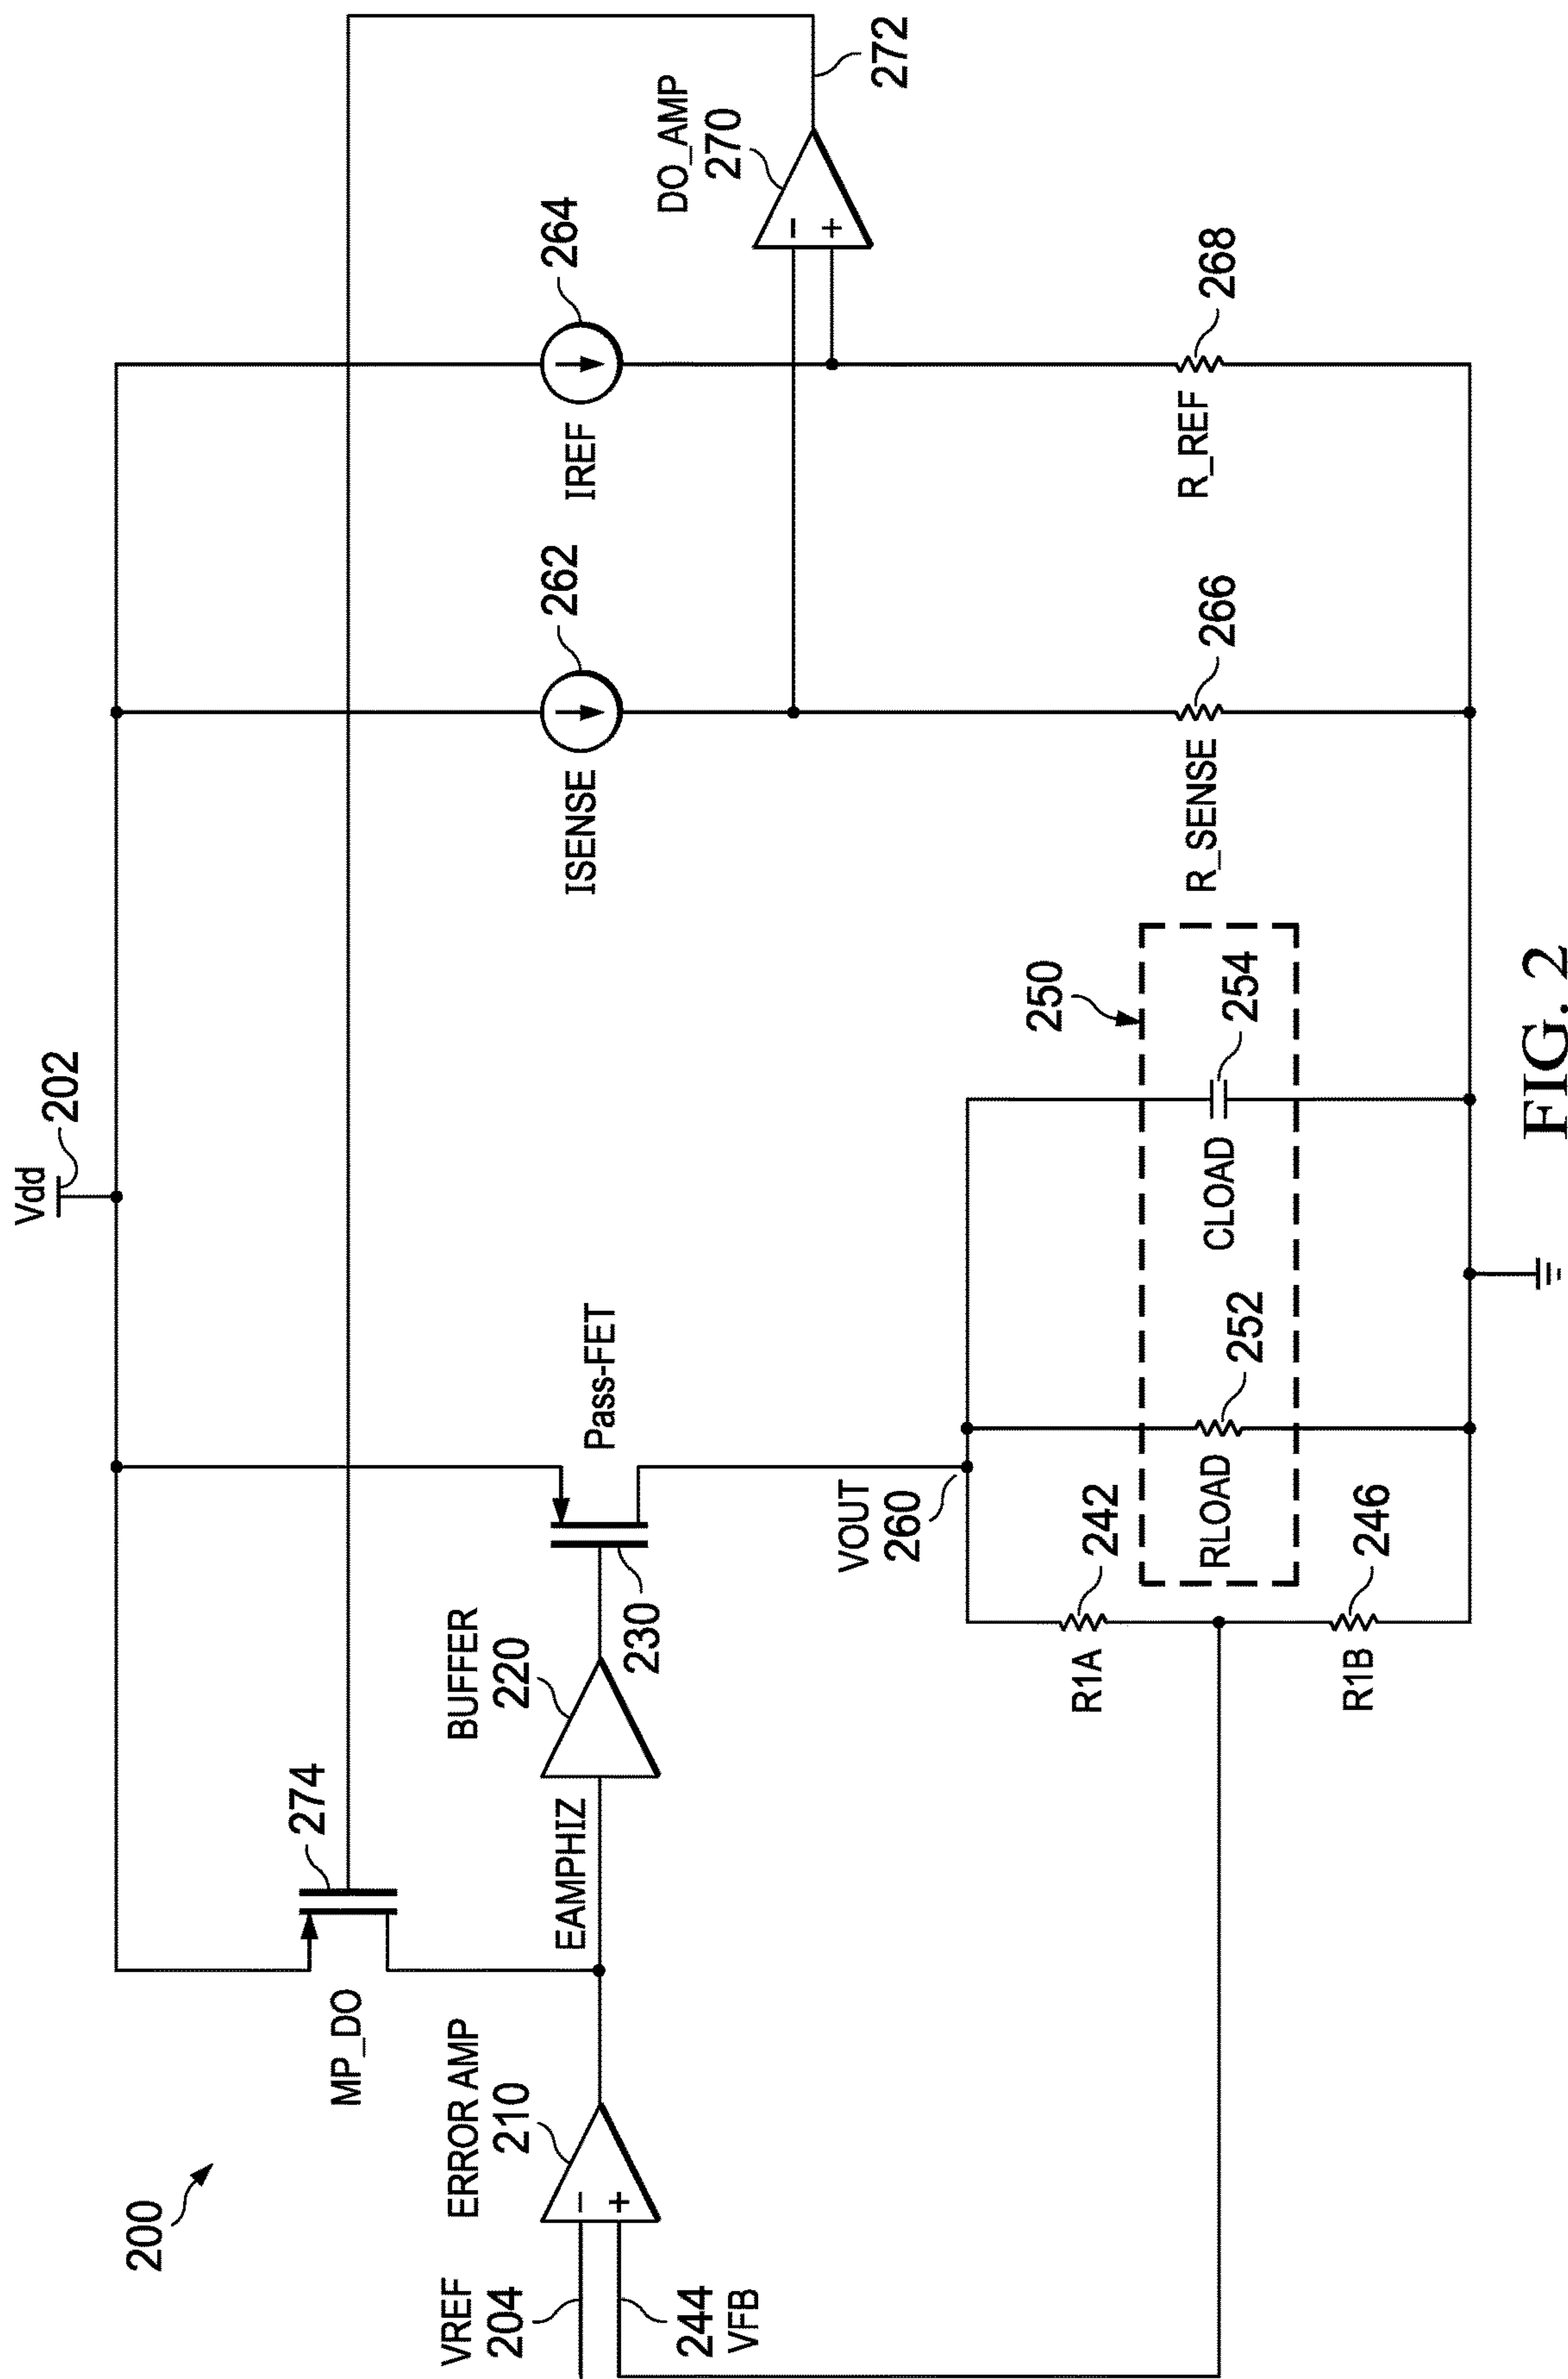 200
Vdd
202
MP_DO
274
VREF
204
244
VFB
ERROR AMP
210
-
+
EAMPHIZ
BUFFER
220
230
Pass-FET
VOUT
260
R1A
242
R1B
246
RLOAD
252
CLOAD
254
250
ISENSE
262
IREF
264
R_SENSE
266
R_REF
268
DO_AMP
270
-
+
272
FIG. 2